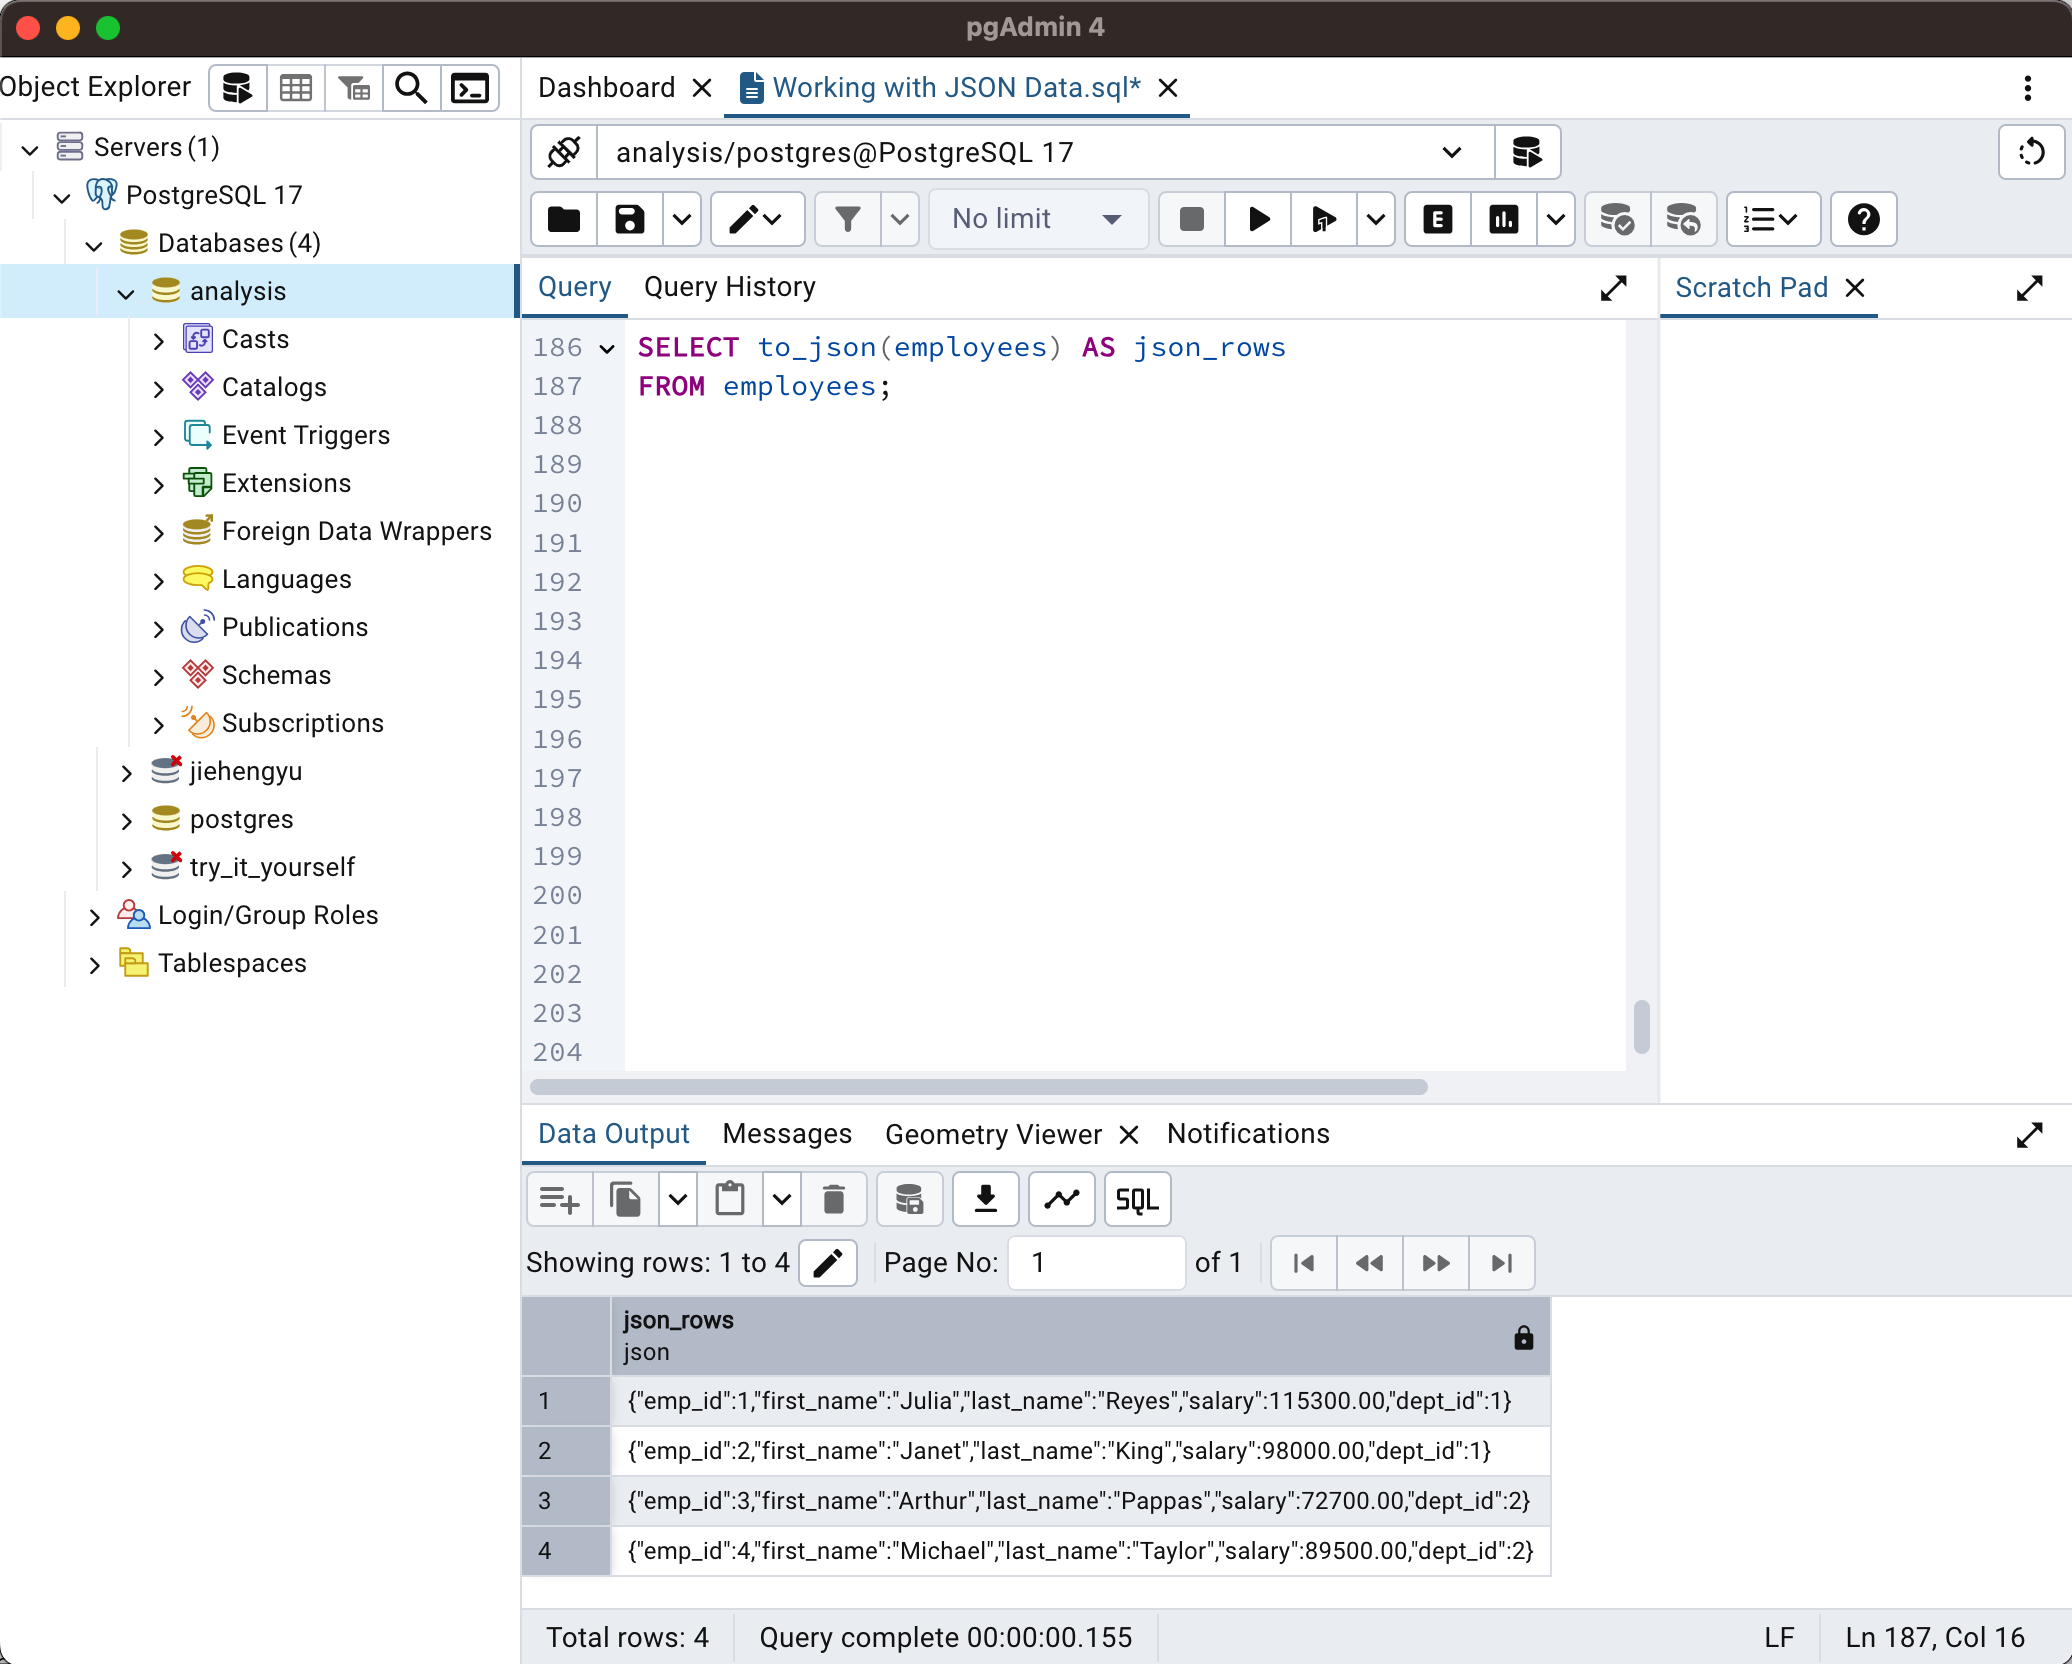 pgAdmin 4
Object Explorer
Dashboard
Working with JSON Data.sql*
Servers (1)
PostgreSQL 17
Databases (4)
analysis
Casts
Catalogs
Event Triggers
Extensions
Foreign Data Wrappers
Languages
Publications
Schemas
Subscriptions
jiehengyu
postgres
try_it_yourself
Login/Group Roles
Tablespaces
analysis/postgres@PostgreSQL 17
No limit
E
Query
Query History
Scratch Pad
186 SELECT to_json(employees) AS json_rows
187 FROM employees;
188
189
190
191
192
193
194
195
196
197
198
199
200
201
202
203
204
Data Output
Messages
Geometry Viewer
Notifications
SQL
Showing rows: 1 to 4
Page No: 1 of 1
json_rows
json
1 {"emp_id":1,"first_name":"Julia","last_name":"Reyes","salary":115300.00,"dept_id":1}
2 {"emp_id":2,"first_name":"Janet","last_name":"King","salary":98000.00,"dept_id":1}
3 {"emp_id":3,"first_name":"Arthur","last_name":"Pappas","salary":72700.00,"dept_id":2}
4 {"emp_id":4,"first_name":"Michael","last_name":"Taylor","salary":89500.00,"dept_id":2}
Total rows: 4
Query complete 00:00:00.155
LF
Ln 187, Col 16